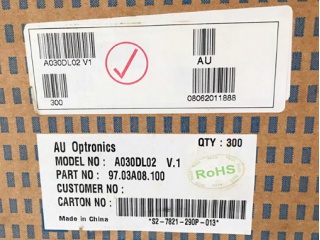 A030DL02 V1
AU
300
08062011888
AU Optronics
QTY : 300
MODEL NO : A030DL02 V.1
PART NO : 97.03A08.100
CUSTOMER NO :
CARTON NO :
RoHS
Made in China
*S2-7821-290P-013*